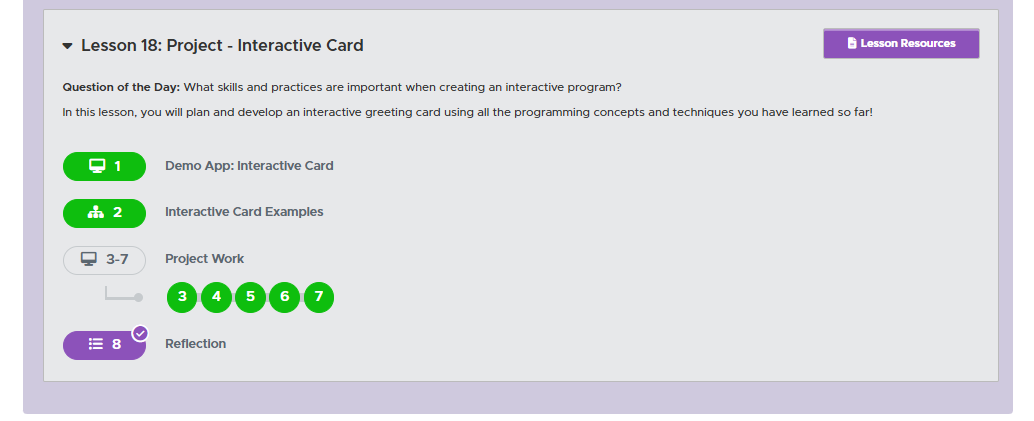 Lesson 18: Project - Interactive Card
Lesson Resources
Question of the Day: What skills and practices are important when creating an interactive program?
In this lesson, you will plan and develop an interactive greeting card using all the programming concepts and techniques you have learned so far!
1 Demo App: Interactive Card
2 Interactive Card Examples
3-7 Project Work
3 4 5 6 7
8 Reflection